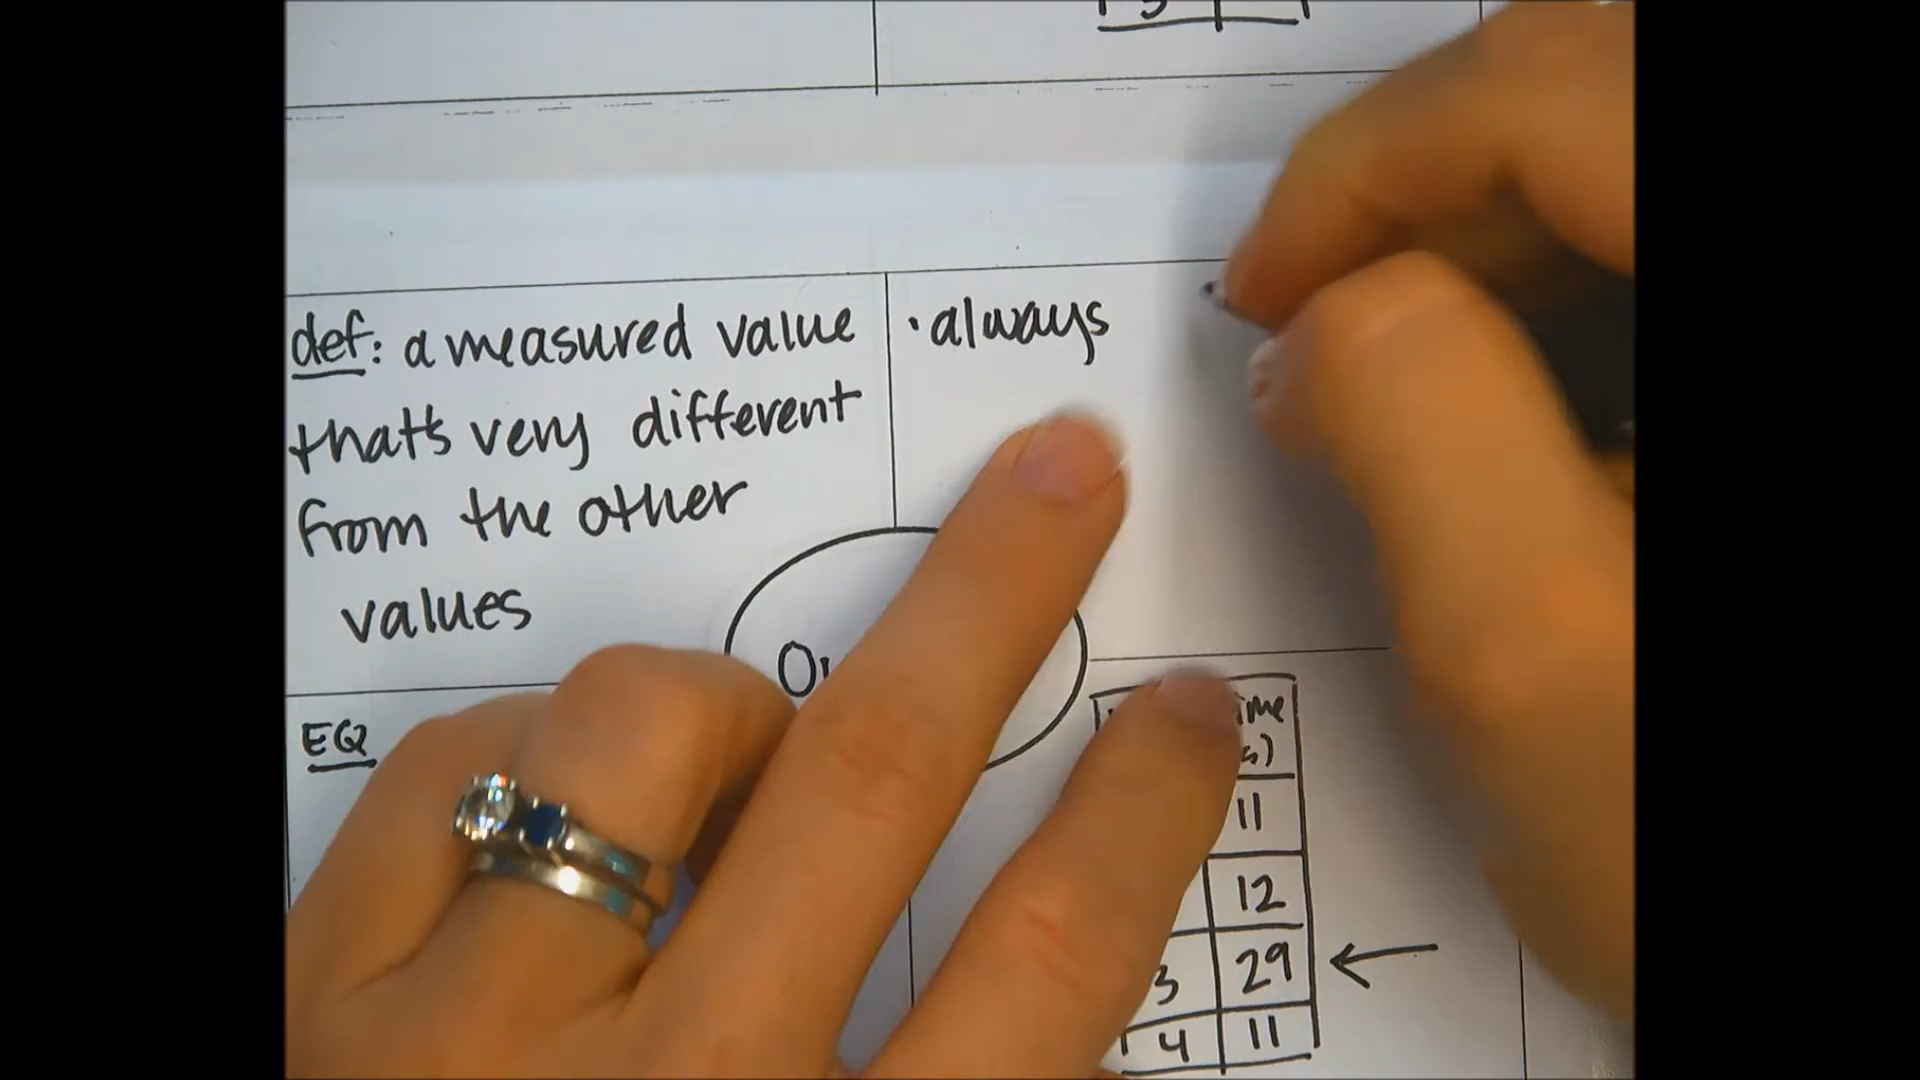 def: a measured value
that's very different
from the other
values
· always
EQ
11
12
3 29
4 11